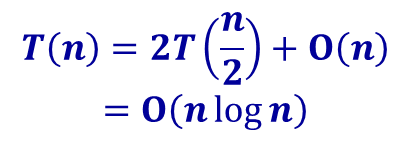 T(n) = 2T(n/2) + O(n)
= O(n log n)